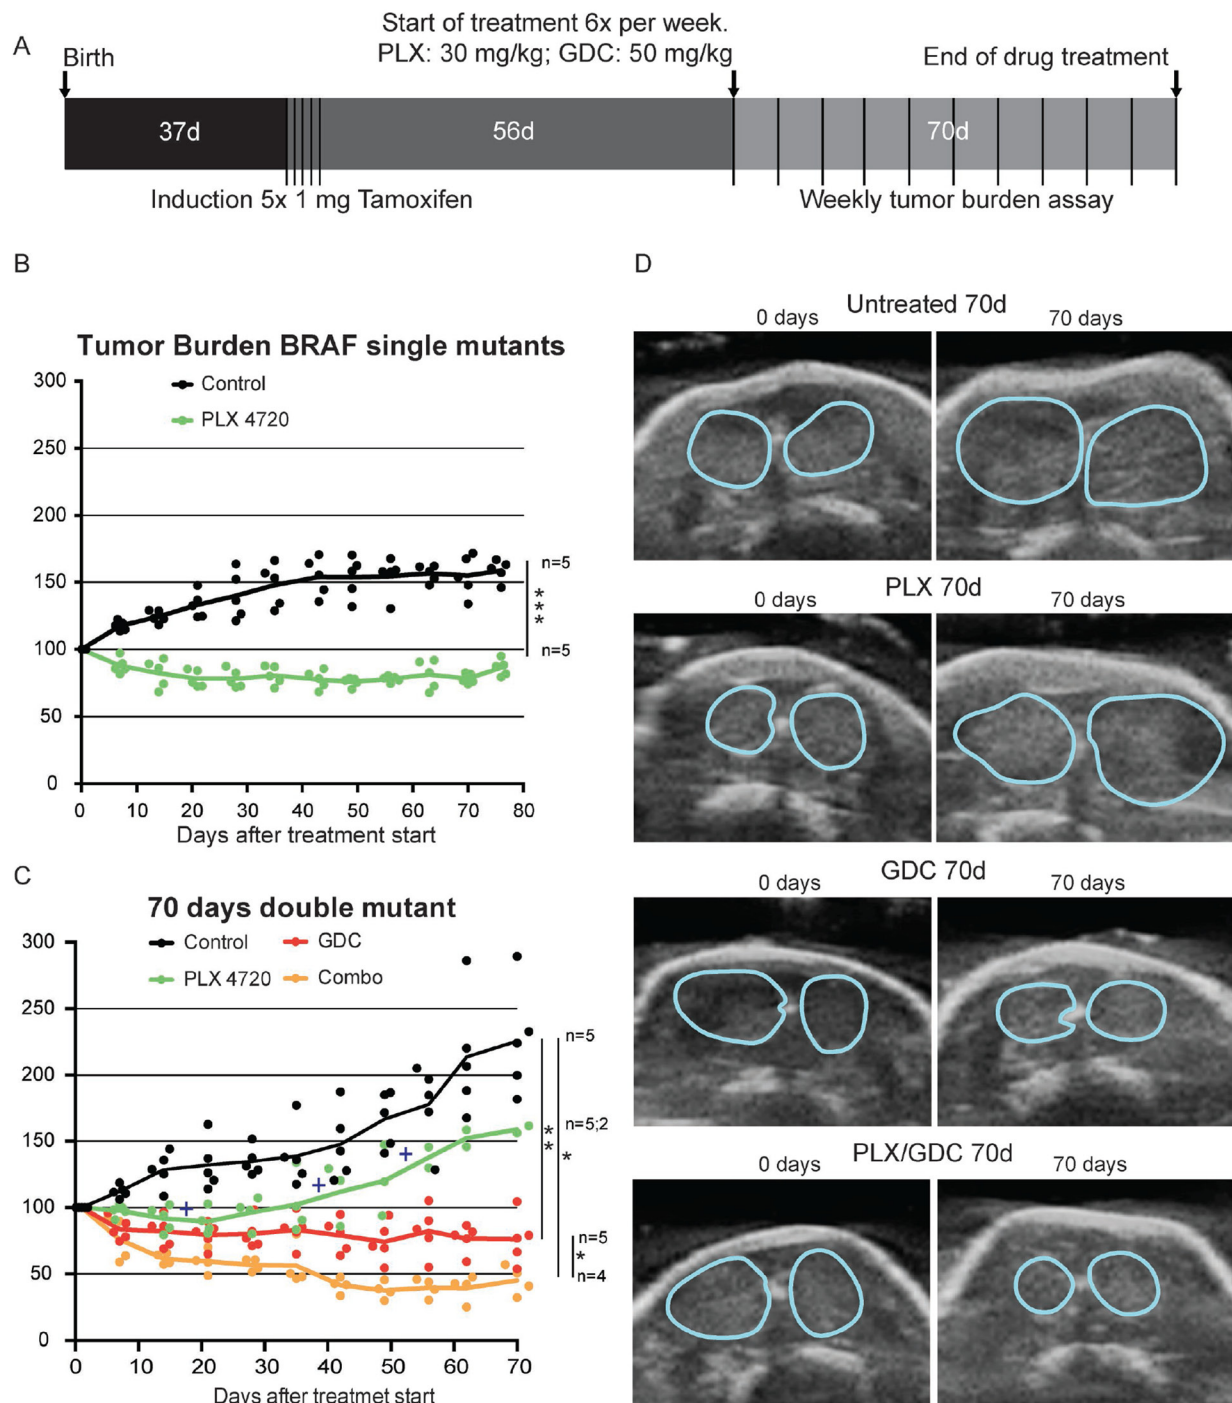 A
Start of treatment 6x per week.
PLX: 30 mg/kg; GDC: 50 mg/kg
Birth
End of drug treatment
37d
56d
70d
Induction 5x 1 mg Tamoxifen
Weekly tumor burden assay
B
Tumor Burden BRAF single mutants
300
250
200
150
100
50
0
Control
PLX 4720
n=5
***
n=5
0 10 20 30 40 50 60 70 80
Days after treatment start
C
70 days double mutant
300
250
200
150
100
50
0
Control
GDC
PLX 4720
Combo
+
+
+
n=5
n=5;2
**
*
n=5
*
n=4
0 10 20 30 40 50 60 70
Days after treatmet start
D
Untreated 70d
0 days
70 days
PLX 70d
0 days
70 days
GDC 70d
0 days
70 days
PLX/GDC 70d
0 days
70 days